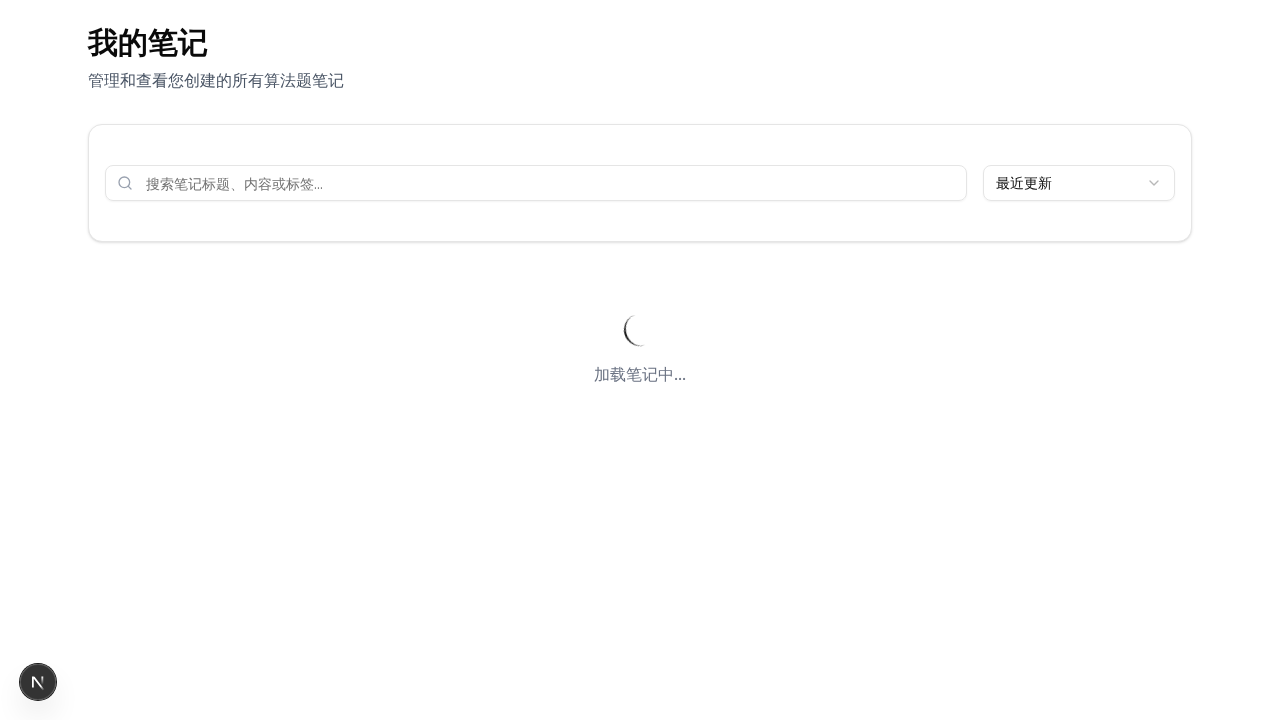 我的笔记
管理和查看您创建的所有算法题笔记
搜索笔记标题、内容或标签...
最近更新
加载笔记中...
N